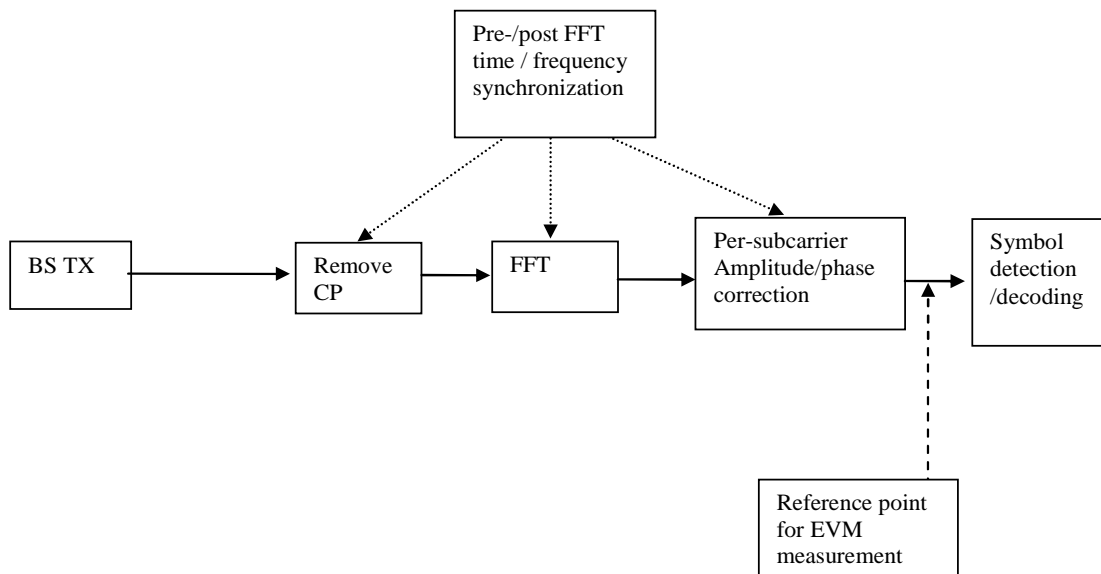 Pre-/post FFT
time / frequency
synchronization
BS TX
Remove
CP
FFT
Per-subcarrier
Amplitude/phase
correction
Symbol
detection
/decoding
Reference point
for EVM
measurement